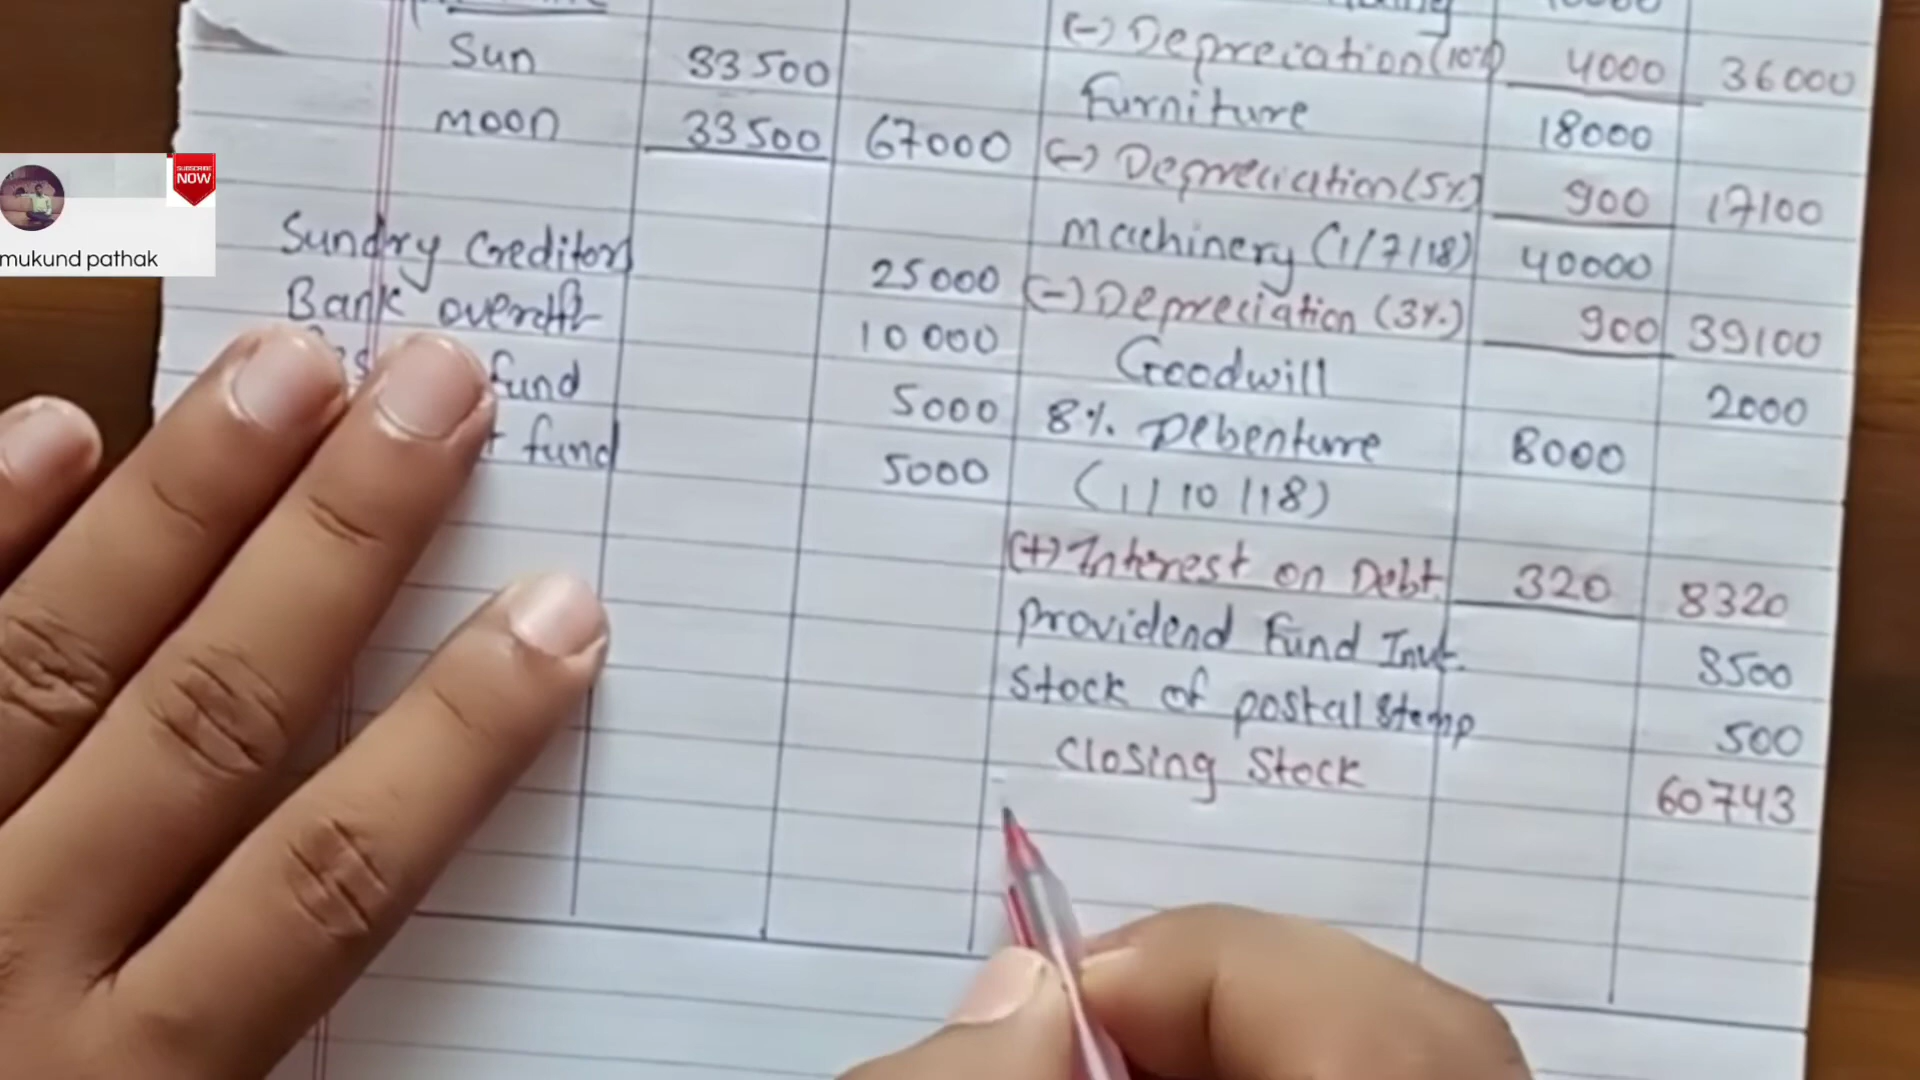 Sun 33500
moon 33500 67000
Sundry Creditors 25000
Bank overdft 10000
fund 5000
fund 5000
(-) Depreciation (10%) 4000 36000
Furniture 18000
(-) Depreciation (5%) 900 17100
machinery (1/7/18) 40000
(-) Depreciation (3%) 900 39100
Goodwill 2000
8% Debenture 8000
(1/10/18)
(+) Interest on Debt. 320 8320
Providend Fund Invt. 8500
Stock of postal stemp 500
Closing Stock 60743
SUBSCRIBE
NOW
mukund pathak